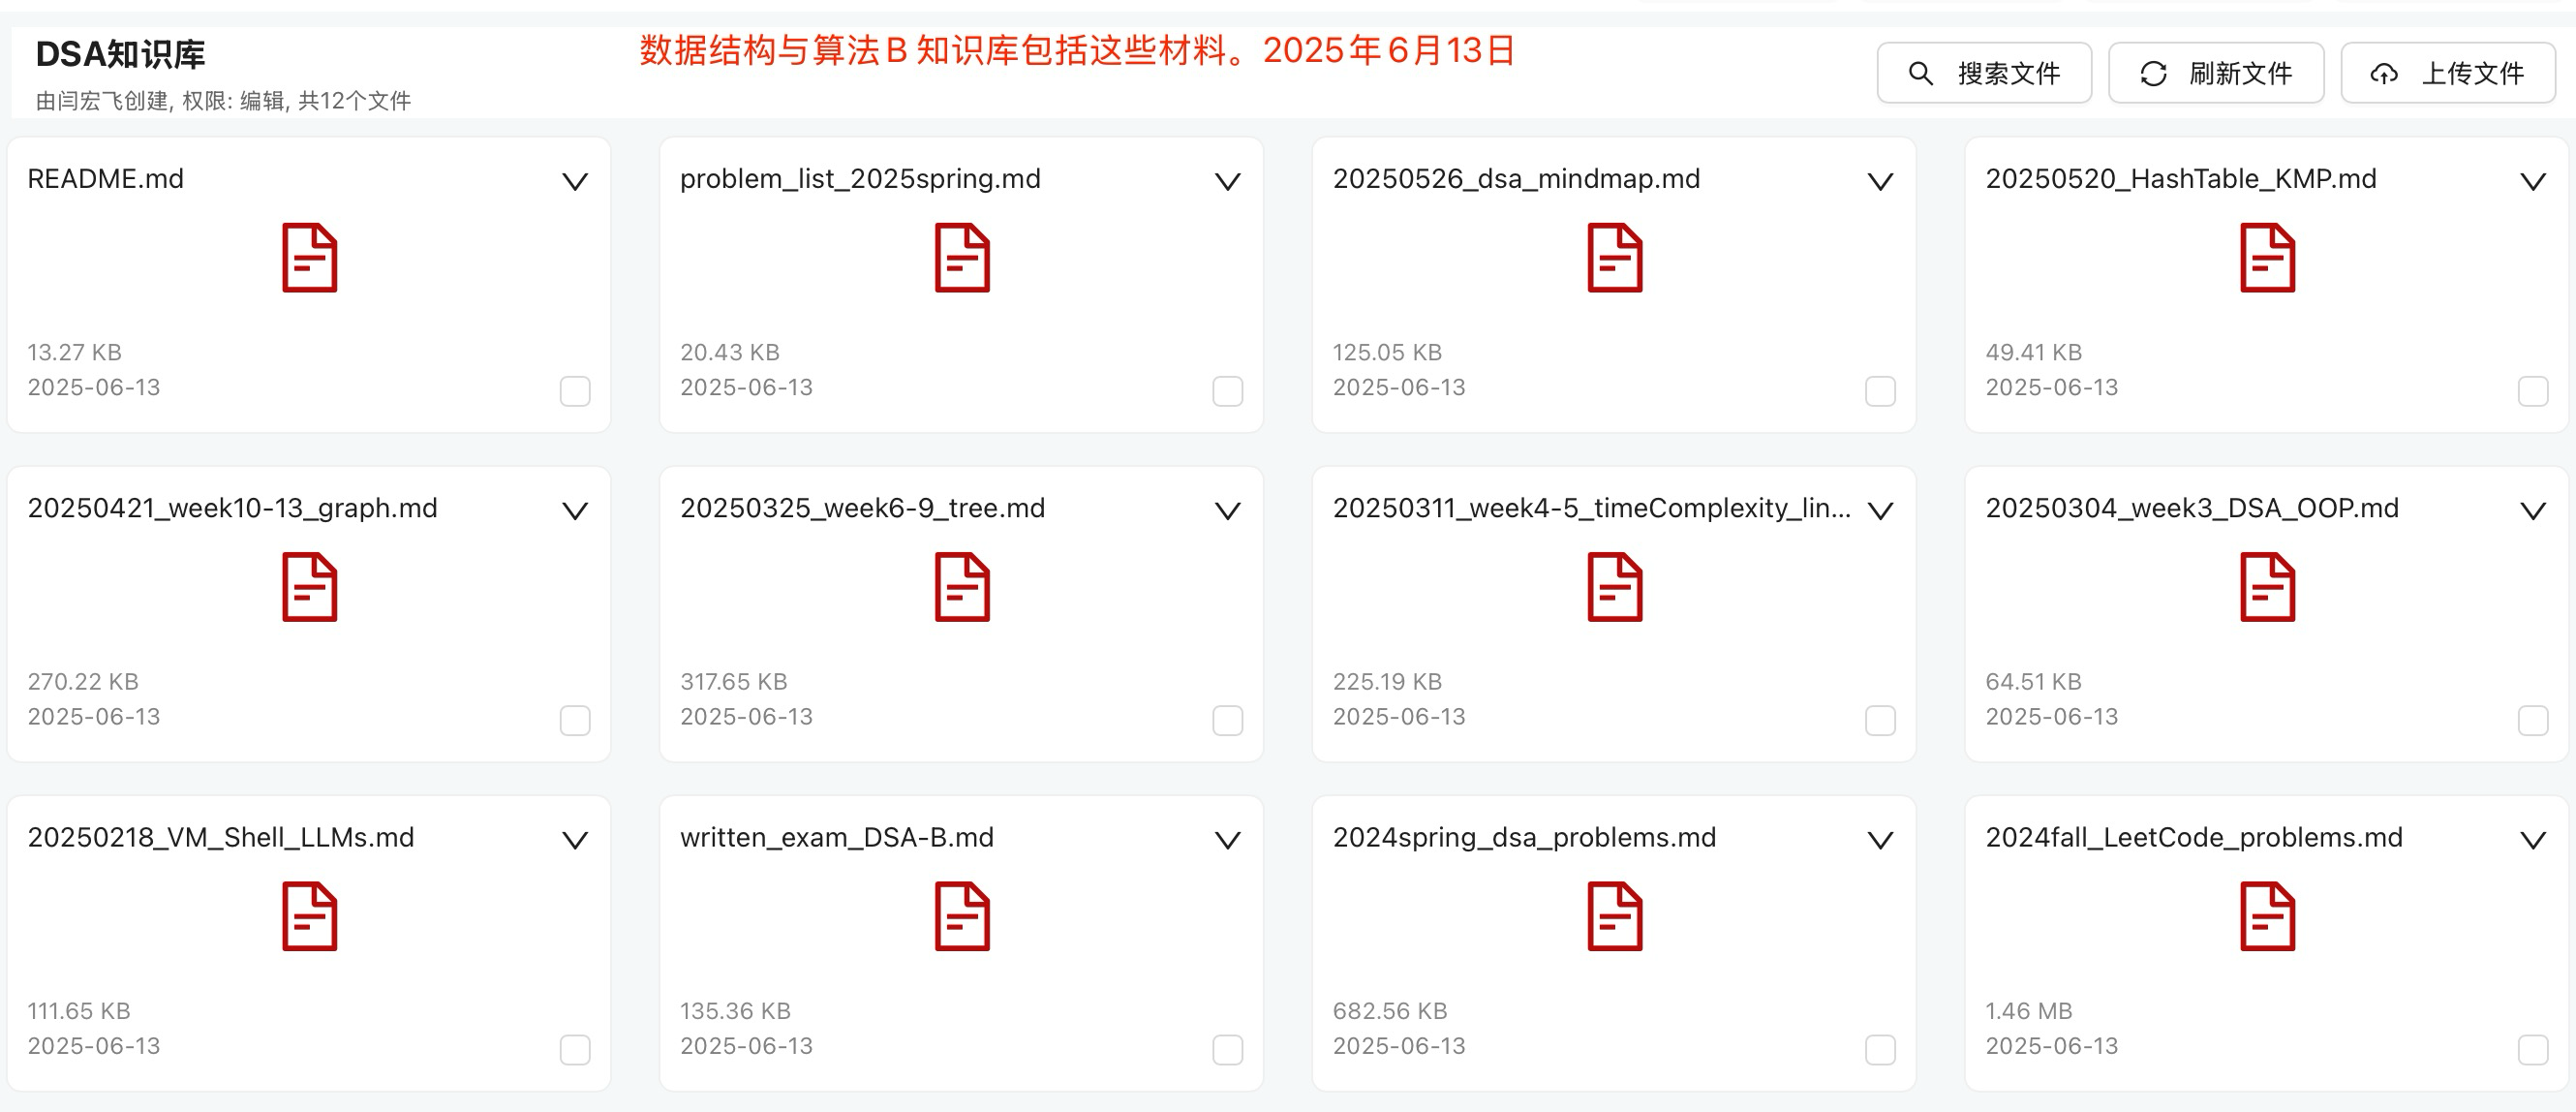 DSA知识库
数据结构与算法B 知识库包括这些材料。2025年6月13日
由闫宏飞创建, 权限: 编辑, 共12个文件
搜索文件
刷新文件
上传文件
README.md
13.27 KB
2025-06-13
problem_list_2025spring.md
20.43 KB
2025-06-13
20250526_dsa_mindmap.md
125.05 KB
2025-06-13
20250520_HashTable_KMP.md
49.41 KB
2025-06-13
20250421_week10-13_graph.md
270.22 KB
2025-06-13
20250325_week6-9_tree.md
317.65 KB
2025-06-13
20250311_week4-5_timeComplexity_lin...
225.19 KB
2025-06-13
20250304_week3_DSA_OOP.md
64.51 KB
2025-06-13
20250218_VM_Shell_LLMs.md
111.65 KB
2025-06-13
written_exam_DSA-B.md
135.36 KB
2025-06-13
2024spring_dsa_problems.md
682.56 KB
2025-06-13
2024fall_LeetCode_problems.md
1.46 MB
2025-06-13